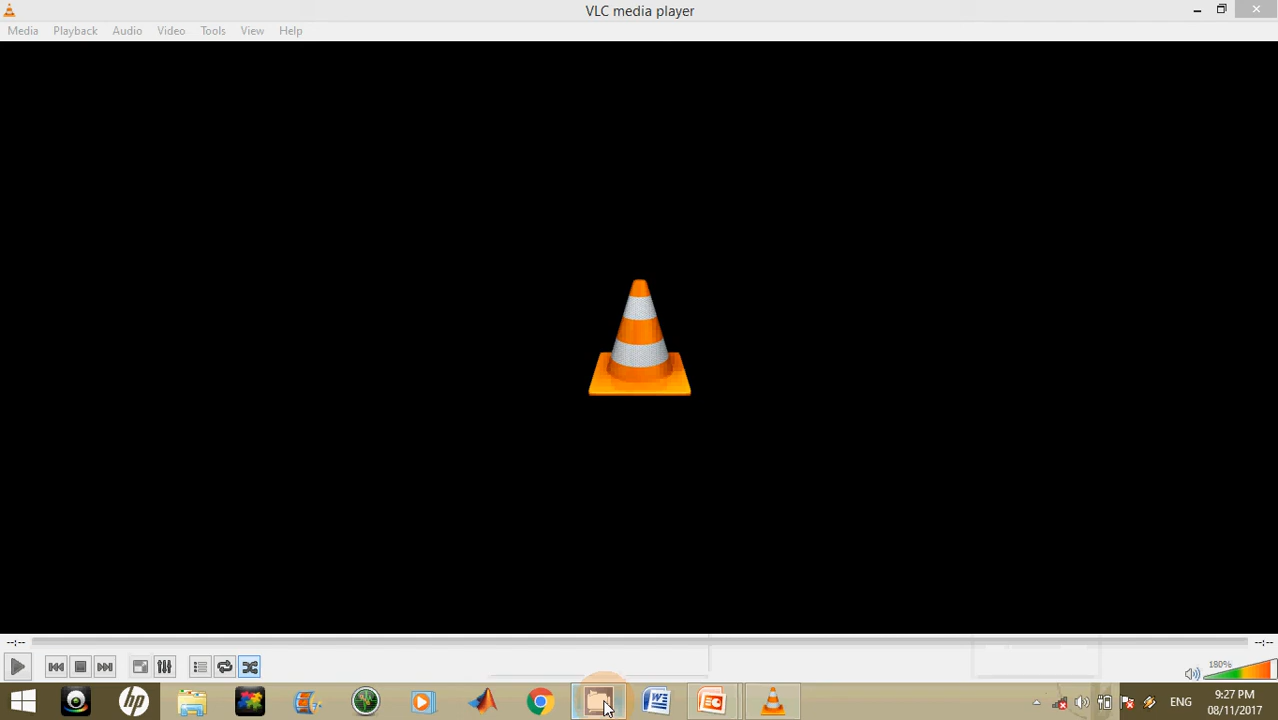 VLC media player
Media Playback Audio Video Tools View Help
--:-- --:--
180%
ENG
9:27 PM
08/11/2017